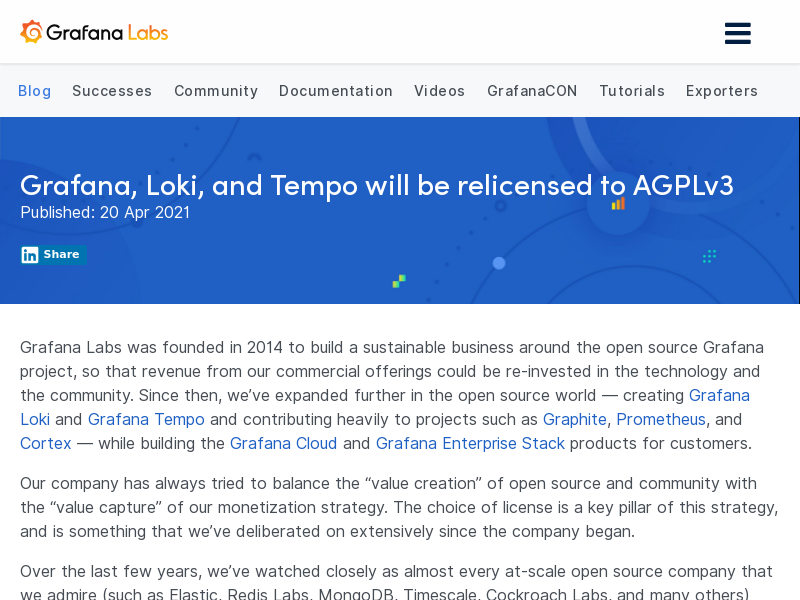 Grafana Labs
Blog Successes Community Documentation Videos GrafanaCON Tutorials Exporters
Grafana, Loki, and Tempo will be relicensed to AGPLv3
Published: 20 Apr 2021
in Share
Grafana Labs was founded in 2014 to build a sustainable business around the open source Grafana
project, so that revenue from our commercial offerings could be re-invested in the technology and
the community. Since then, we’ve expanded further in the open source world — creating Grafana
Loki and Grafana Tempo and contributing heavily to projects such as Graphite, Prometheus, and
Cortex — while building the Grafana Cloud and Grafana Enterprise Stack products for customers.
Our company has always tried to balance the “value creation” of open source and community with
the “value capture” of our monetization strategy. The choice of license is a key pillar of this strategy,
and is something that we’ve deliberated on extensively since the company began.
Over the last few years, we’ve watched closely as almost every at-scale open source company that
we admire (such as Elastic, Redis Labs, MongoDB, Timescale, Cockroach Labs, and many others)